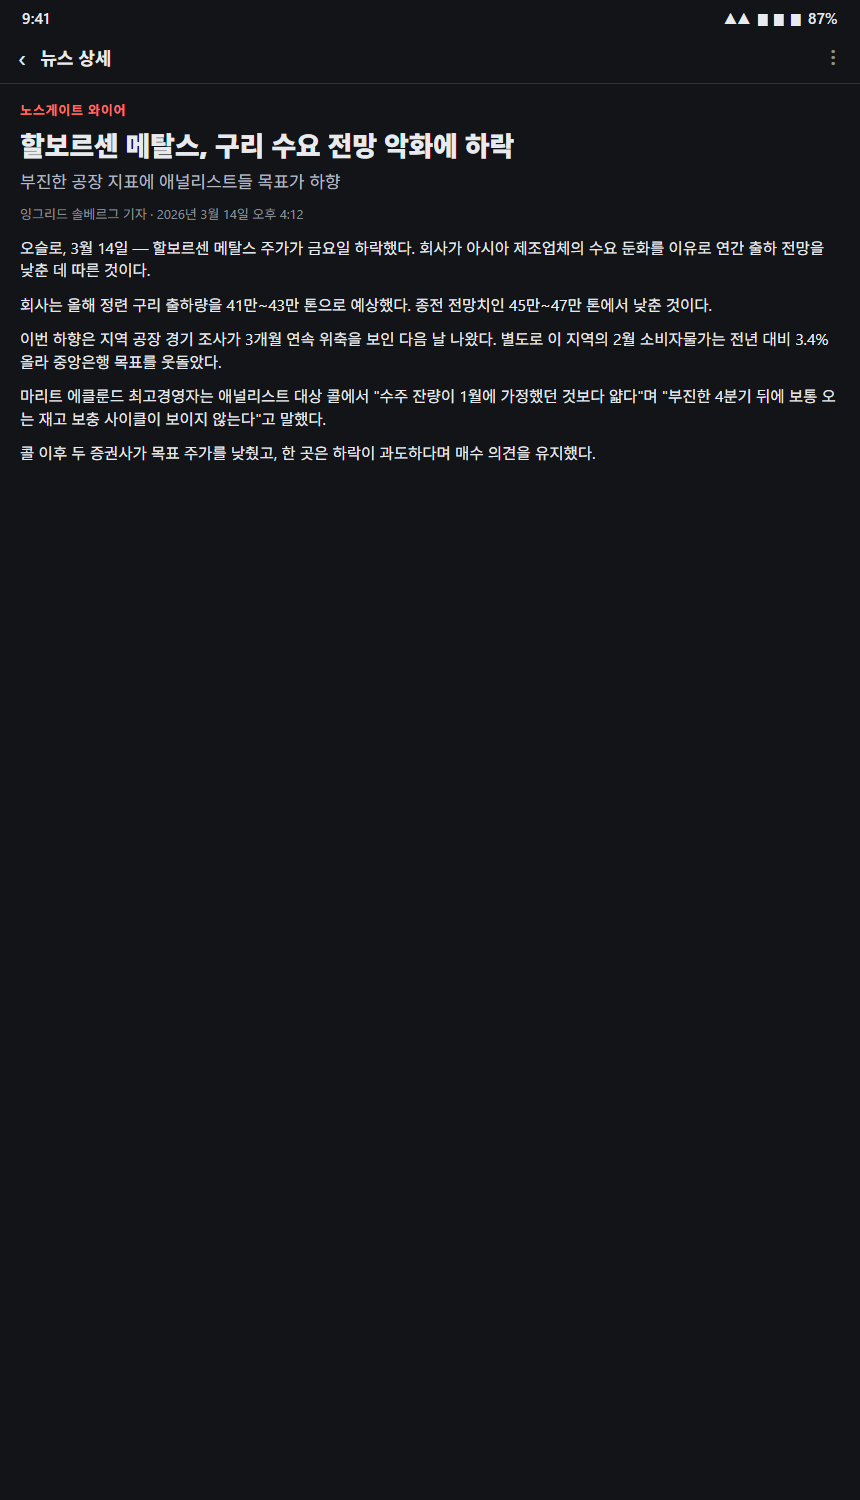 9:41
87%
뉴스 상세
노스게이트 와이어
할보르센 메탈스, 구리 수요 전망 악화에 하락
부진한 공장 지표에 애널리스트들 목표가 하향
잉그리드 솔베르그 기자 · 2026년 3월 14일 오후 4:12
오슬로, 3월 14일 — 할보르센 메탈스 주가가 금요일 하락했다. 회사가 아시아 제조업체의 수요 둔화를 이유로 연간 출하 전망을
낮춘 데 따른 것이다.
회사는 올해 정련 구리 출하량을 41만~43만 톤으로 예상했다. 종전 전망치인 45만~47만 톤에서 낮춘 것이다.
이번 하향은 지역 공장 경기 조사가 3개월 연속 위축을 보인 다음 날 나왔다. 별도로 이 지역의 2월 소비자물가는 전년 대비 3.4%
올라 중앙은행 목표를 웃돌았다.
마리트 에클룬드 최고경영자는 애널리스트 대상 콜에서 "수주 잔량이 1월에 가정했던 것보다 얇다"며 "부진한 4분기 뒤에 보통 오
는 재고 보충 사이클이 보이지 않는다"고 말했다.
콜 이후 두 증권사가 목표 주가를 낮췄고, 한 곳은 하락이 과도하다며 매수 의견을 유지했다.